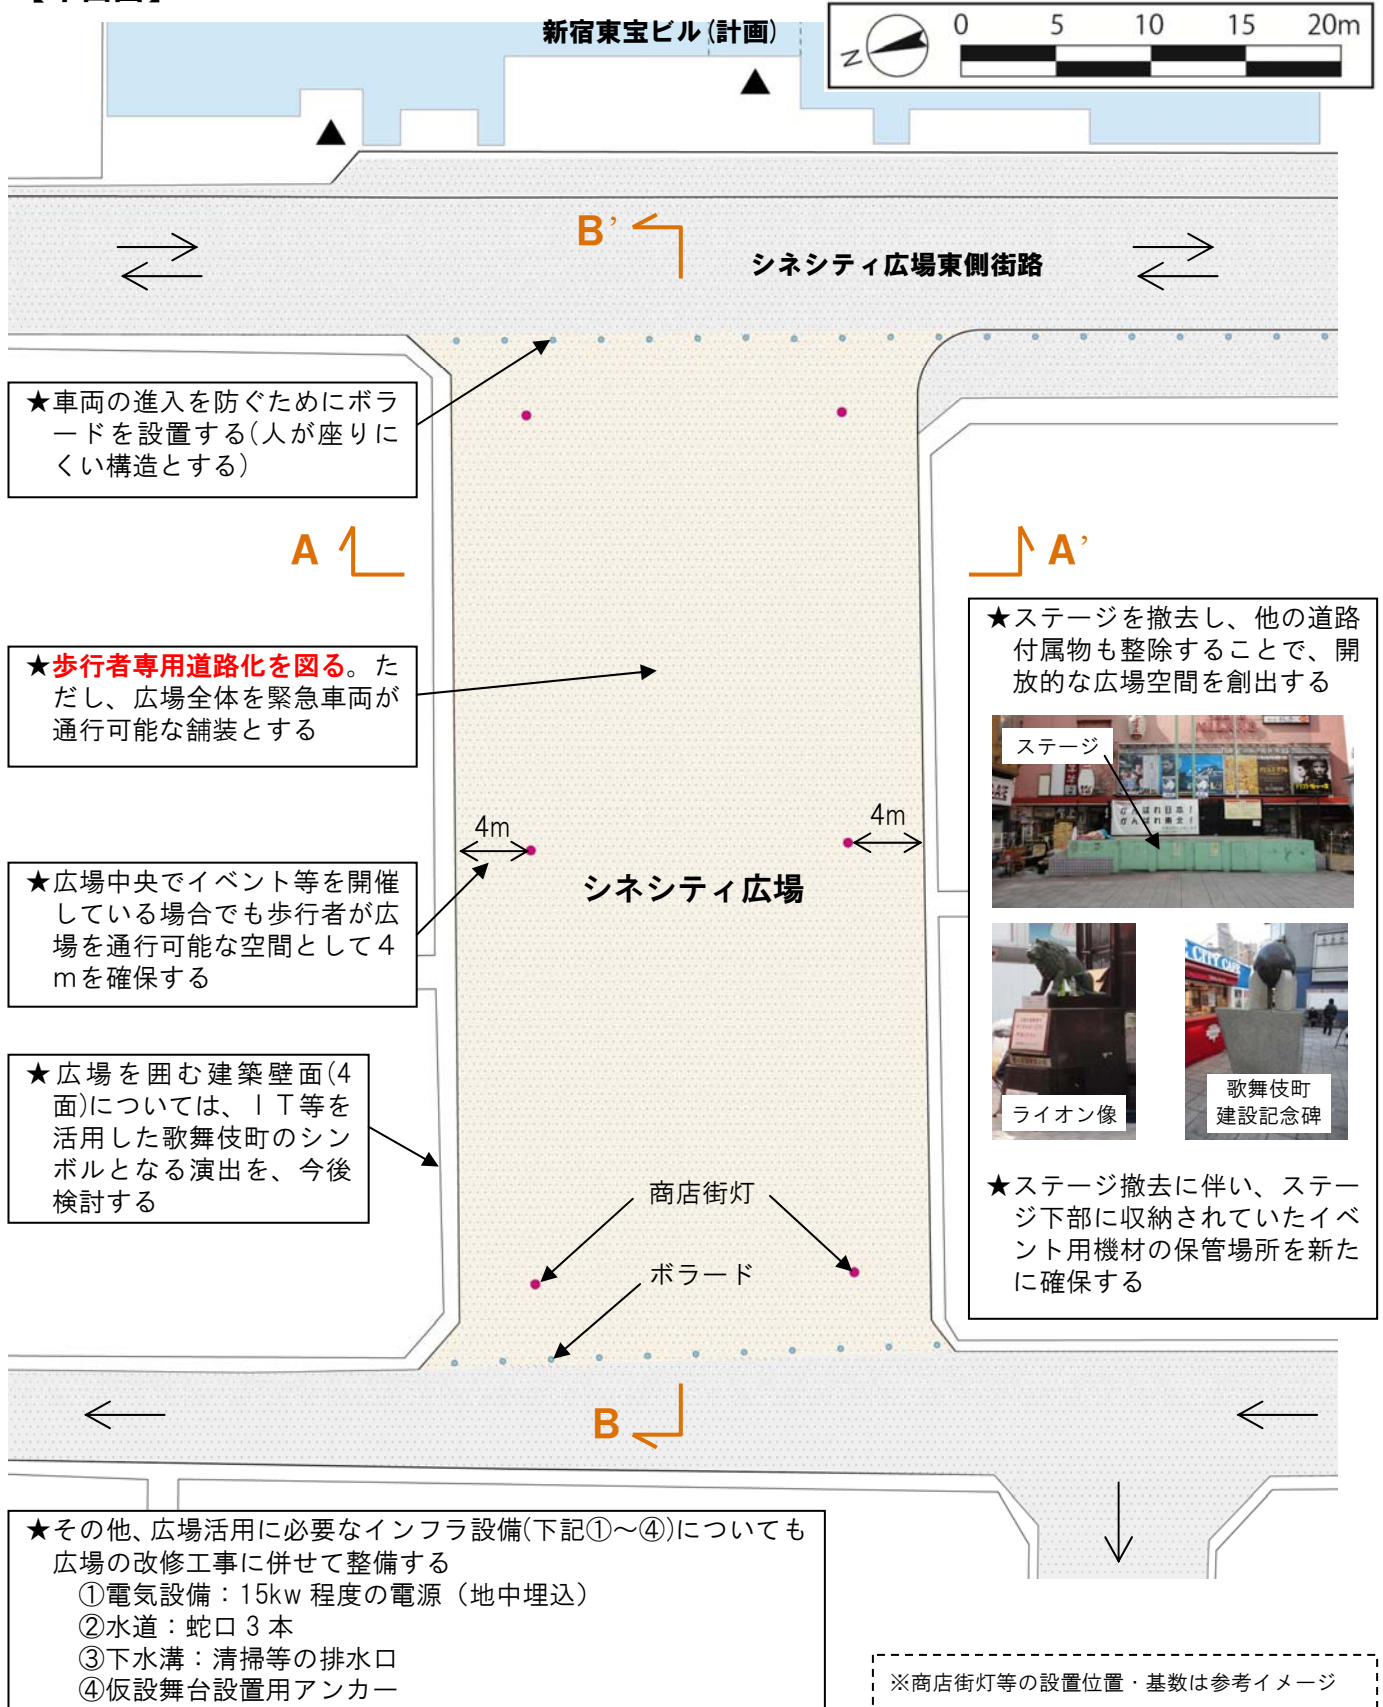 新宿東宝ビル(計画)
0 5 10 15 20m
N
B’
シネシティ広場東側街路
★車両の進入を防ぐためにボラ
ードを設置する(人が座りに
くい構造とする)
A
A’
★歩行者専用道路化を図る。た
だし、広場全体を緊急車両が
通行可能な舗装とする
★ステージを撤去し、他の道路
付属物も整除することで、開
放的な広場空間を創出する
ステージ
がんばれ日本!
がんばれ東北!
4m
4m
シネシティ広場
★広場中央でイベント等を開催
している場合でも歩行者が広
場を通行可能な空間として4
mを確保する
CITY CAFE
ライオン像
歌舞伎町
建設記念碑
★広場を囲む建築壁面(4
面)については、IT等を
活用した歌舞伎町のシン
ボルとなる演出を、今後
検討する
商店街灯
ボラード
★ステージ撤去に伴い、ステー
ジ下部に収納されていたイベ
ント用機材の保管場所を新た
に確保する
B
★その他、広場活用に必要なインフラ設備(下記①~④)についても
広場の改修工事に併せて整備する
①電気設備:15kw 程度の電源(地中埋込)
②水道:蛇口 3 本
③下水溝:清掃等の排水口
④仮設舞台設置用アンカー
※商店街灯等の設置位置・基数は参考イメージ